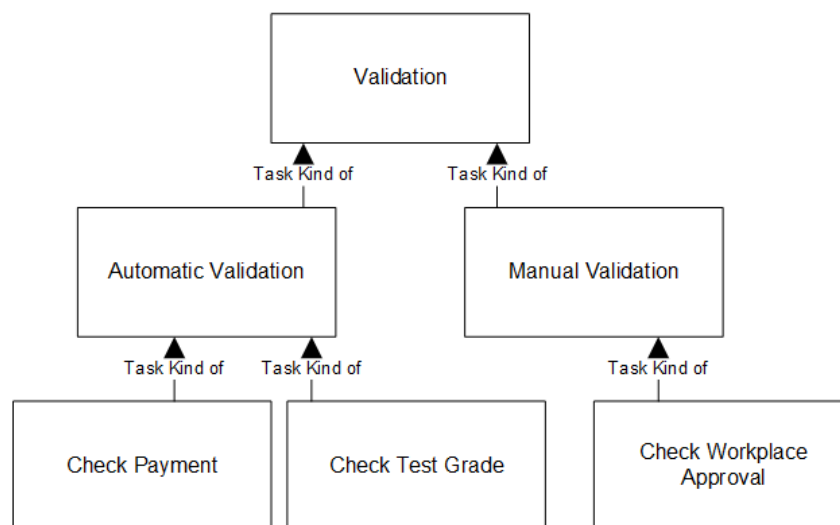 Validation
Task Kind of
Task Kind of
Automatic Validation
Manual Validation
Task Kind of
Task Kind of
Task Kind of
Check Payment
Check Test Grade
Check Workplace
Approval